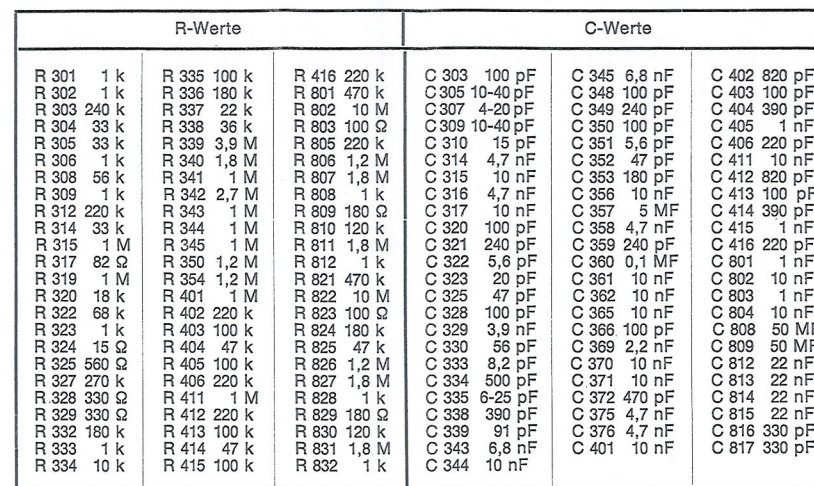 R-Werte
C-Werte
R 301 1 k
R 302 1 k
R 303 240 k
R 304 33 k
R 305 33 k
R 306 1 k
R 308 56 k
R 309 1 k
R 312 220 k
R 314 33 k
R 315 1 M
R 317 82 Ω
R 319 1 M
R 320 18 k
R 322 68 k
R 323 1 k
R 324 15 Ω
R 325 560 Ω
R 327 270 k
R 328 330 Ω
R 329 330 Ω
R 332 180 k
R 333 1 k
R 334 10 k
R 335 100 k
R 336 180 k
R 337 22 k
R 338 36 k
R 339 3,9 M
R 340 1,8 M
R 341 1 M
R 342 2,7 M
R 343 1 M
R 344 1 M
R 345 1 M
R 350 1,2 M
R 354 1,2 M
R 401 1 M
R 402 220 k
R 403 100 k
R 404 47 k
R 405 100 k
R 406 220 k
R 411 1 M
R 412 220 k
R 413 100 k
R 414 47 k
R 415 100 k
R 416 220 k
R 801 470 k
R 802 10 M
R 803 100 Ω
R 805 220 k
R 806 1,2 M
R 807 1,8 M
R 808 1 k
R 809 180 Ω
R 810 120 k
R 811 1,8 M
R 812 1 k
R 821 470 k
R 822 10 M
R 823 100 Ω
R 824 180 k
R 825 47 k
R 826 1,2 M
R 827 1,8 M
R 828 1 k
R 829 180 Ω
R 830 120 k
R 831 1,8 M
R 832 1 k
C 303 100 pF
C 305 10-40 pF
C 307 4-20 pF
C 309 10-40 pF
C 310 15 pF
C 314 4,7 nF
C 315 10 nF
C 316 4,7 nF
C 317 10 nF
C 320 100 pF
C 321 240 pF
C 322 5,6 pF
C 323 20 pF
C 325 47 pF
C 328 100 pF
C 329 3,9 nF
C 330 56 pF
C 333 8,2 pF
C 334 500 pF
C 335 6-25 pF
C 338 390 pF
C 339 91 pF
C 343 6,8 nF
C 344 10 nF
C 345 6,8 nF
C 348 100 pF
C 349 240 pF
C 350 100 pF
C 351 5,6 pF
C 352 47 pF
C 353 180 pF
C 356 10 nF
C 357 5 MF
C 358 4,7 nF
C 359 240 pF
C 360 0,1 MF
C 361 10 nF
C 362 10 nF
C 365 10 nF
C 366 100 pF
C 369 2,2 nF
C 370 10 nF
C 371 10 nF
C 372 470 pF
C 375 4,7 nF
C 376 4,7 nF
C 401 10 nF
C 402 820 pF
C 403 100 pF
C 404 390 pF
C 405 1 nF
C 406 220 pF
C 411 10 nF
C 412 820 pF
C 413 100 pF
C 414 390 pF
C 415 1 nF
C 416 220 pF
C 801 1 nF
C 802 10 nF
C 803 1 nF
C 804 10 nF
C 808 50 MF
C 809 50 MF
C 812 22 nF
C 813 22 nF
C 814 22 nF
C 815 22 nF
C 816 330 pF
C 817 330 pF